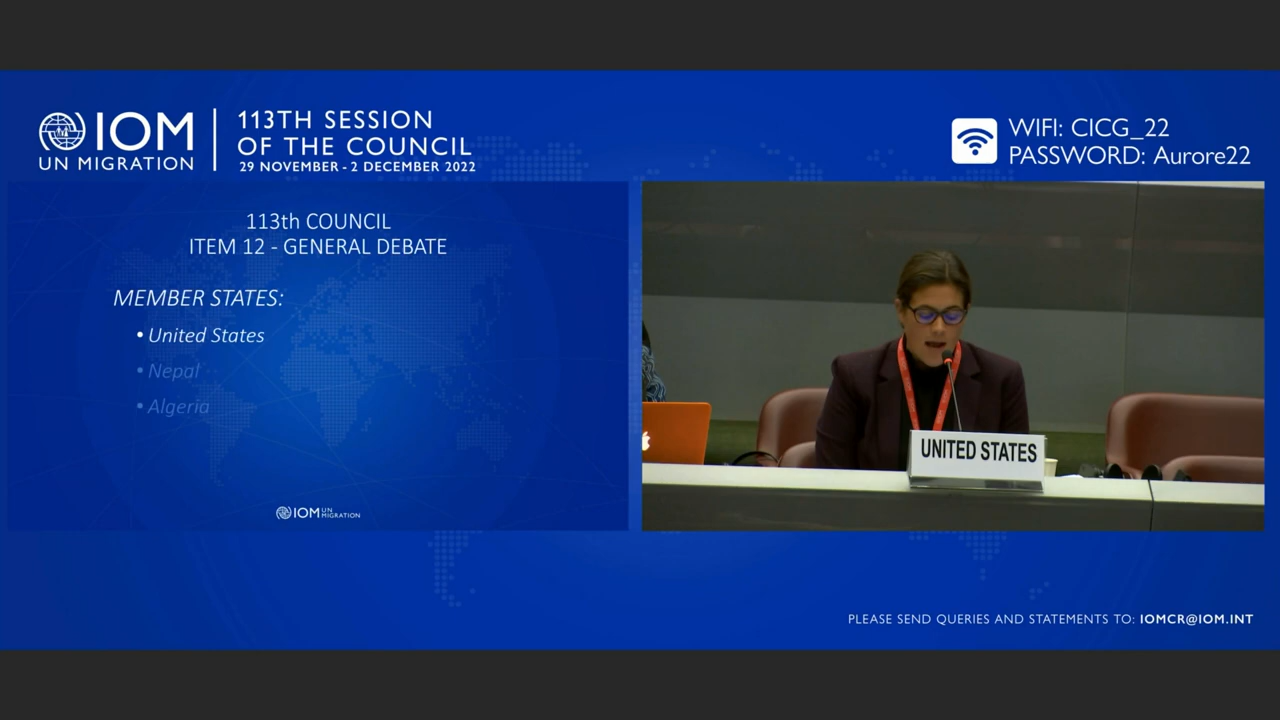 IOM
UN MIGRATION
113TH SESSION
OF THE COUNCIL
29 NOVEMBER - 2 DECEMBER 2022
WIFI: CICG_22
PASSWORD: Aurore22
113th COUNCIL
ITEM 12 - GENERAL DEBATE
MEMBER STATES:
• United States
• Nepal
• Algeria
IOM UN MIGRATION
UNITED STATES
PLEASE SEND QUERIES AND STATEMENTS TO: IOMCR@IOM.INT